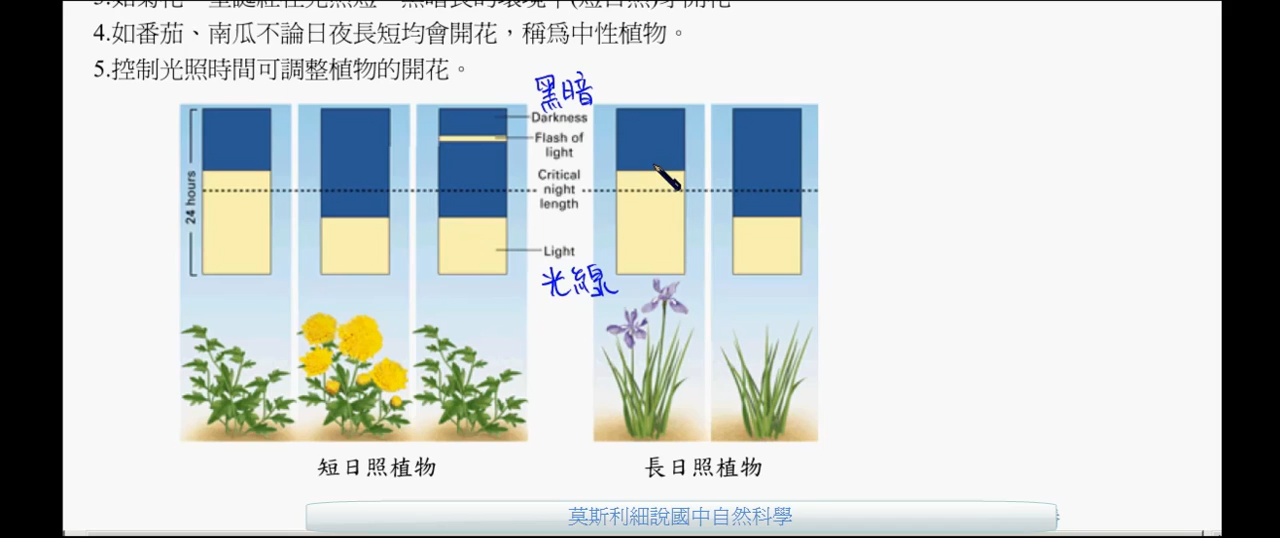 4.如番茄、南瓜不論日夜長短均會開花，稱為中性植物。
5.控制光照時間可調整植物的開花。
黑暗
Darkness
Flash of
light
Critical
night
length
24 hours
Light
光線
短日照植物
長日照植物
莫斯利細說國中自然科學